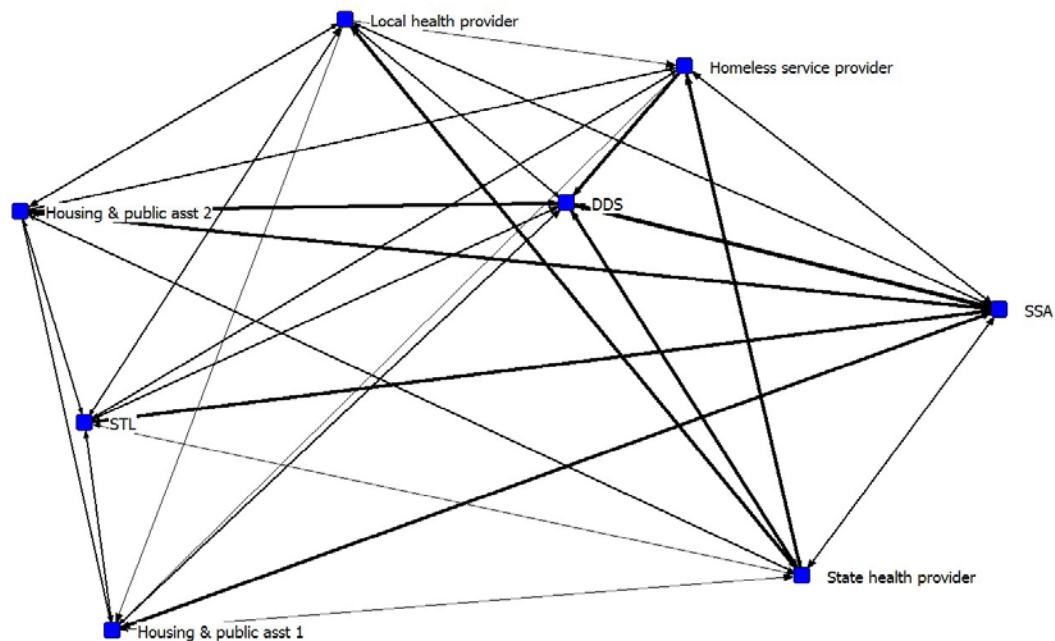 Local health provider
Homeless service provider
Housing & public asst 2
DDS
SSA
STL
State health provider
Housing & public asst 1